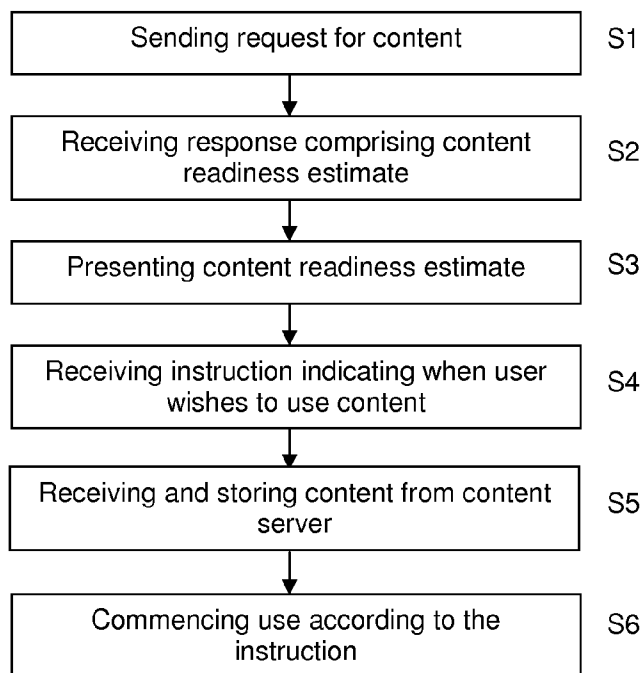 Sending request for content
S1
Receiving response comprising content
readiness estimate
S2
Presenting content readiness estimate
S3
Receiving instruction indicating when user
wishes to use content
S4
Receiving and storing content from content
server
S5
Commencing use according to the
instruction
S6